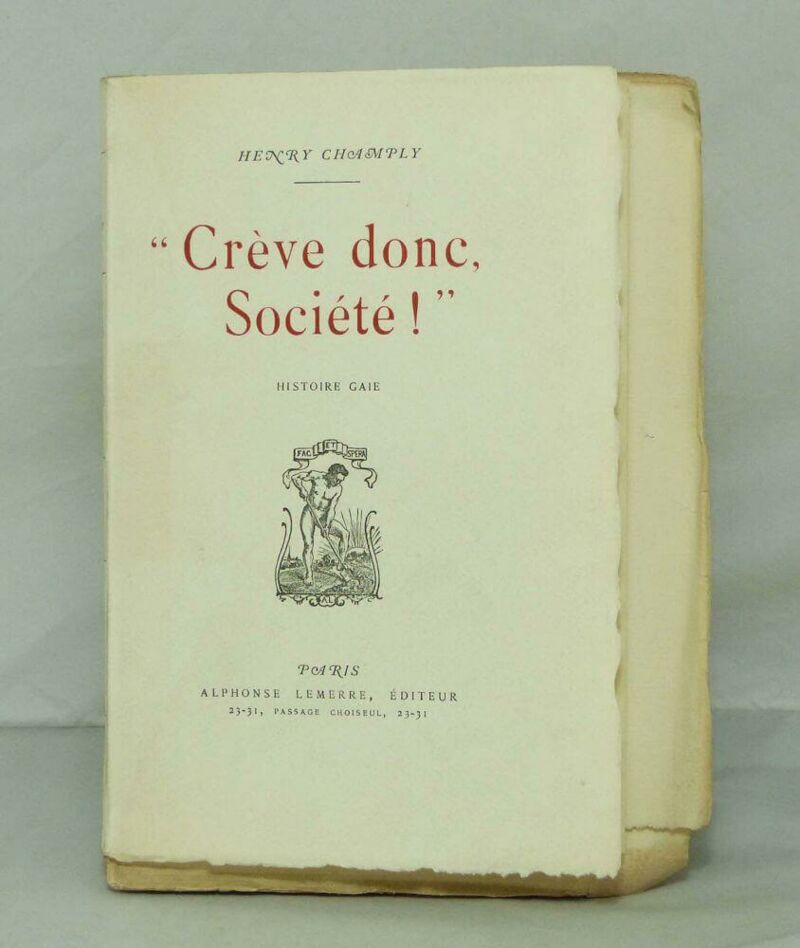 HENRY CHAMPLY
“ Crève donc,
Société ! ”
HISTOIRE GAIE
FAC ET SPERA
AL
PARIS
ALPHONSE LEMERRE, ÉDITEUR
23-31, PASSAGE CHOISEUL, 23-31